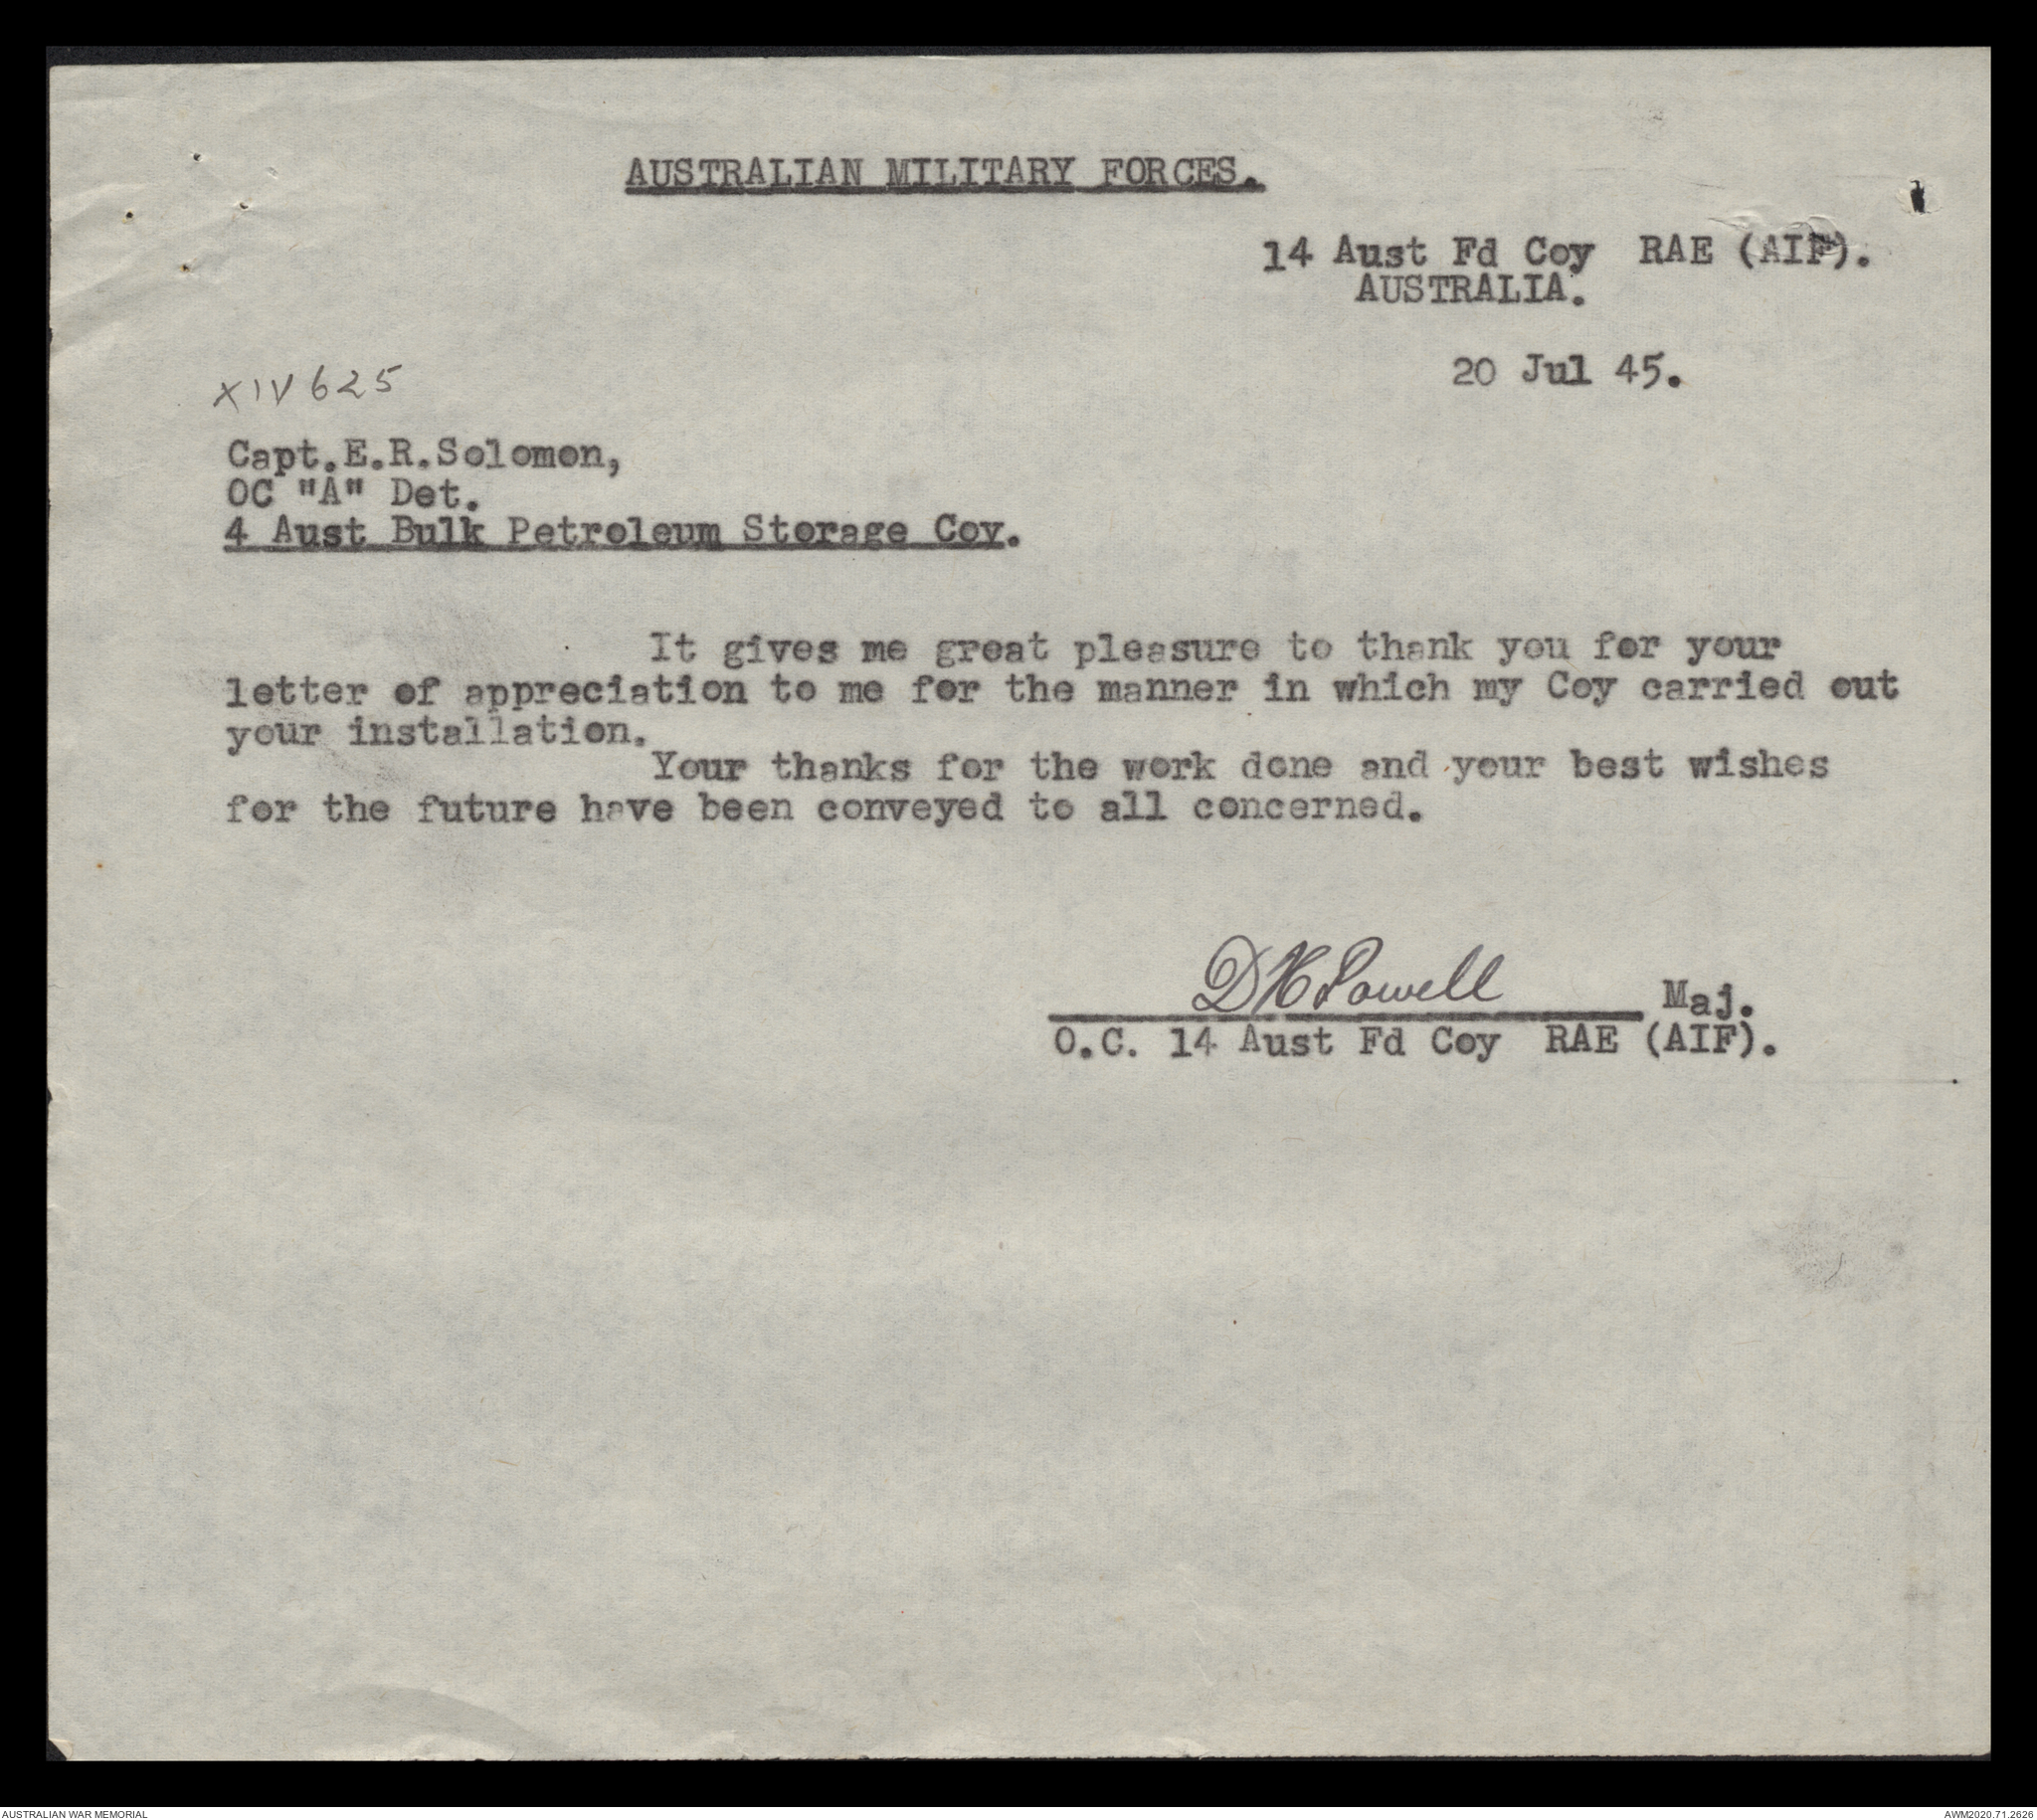 AUSTRALIAN MILITARY FORCES.
14 Aust Fd Coy RAE (AIF).
AUSTRALIA.
20 Jul 45.
XIV 625
Capt.E.R.Solomon,
OC "A" Det.
4 Aust Bulk Petroleum Storage Coy.
It gives me great pleasure to thank you for your
letter of appreciation to me for the manner in which my Coy carried out
your installation.
Your thanks for the work done and your best wishes
for the future have been conveyed to all concerned.
DH Powell Maj.
O.C. 14 Aust Fd Coy RAE (AIF).
AUSTRALIAN WAR MEMORIAL
AWM2020.71.2626